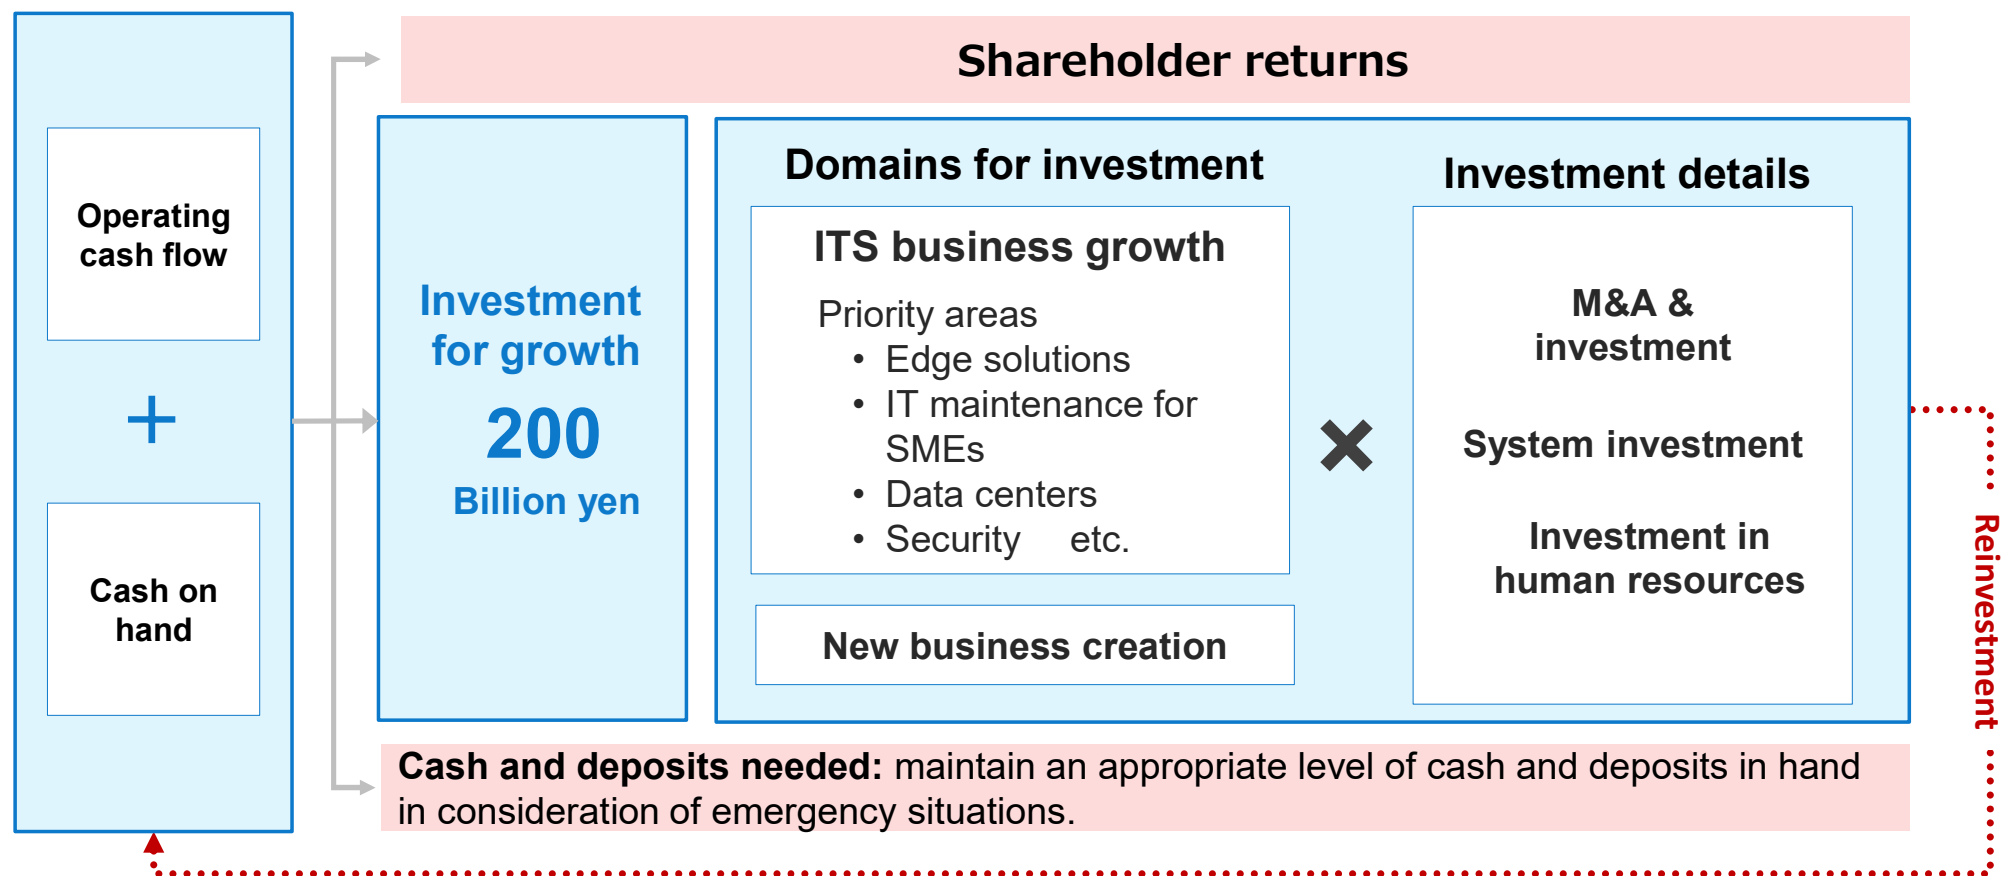 Shareholder returns
Operating
cash flow
+
Cash on
hand
Investment
for growth
200
Billion yen
Domains for investment
ITS business growth
Priority areas
• Edge solutions
• IT maintenance for
SMEs
• Data centers
• Security etc.
New business creation
×
Investment details
M&A &
investment
System investment
Investment in
human resources
Reinvestment
Cash and deposits needed: maintain an appropriate level of cash and deposits in hand
in consideration of emergency situations.